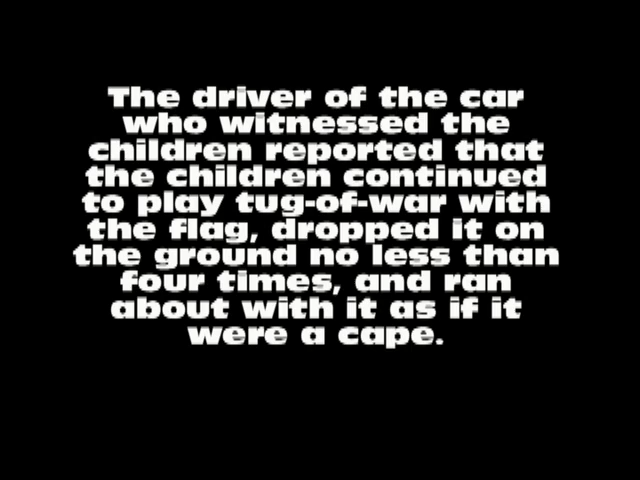 The driver of the car
who witnessed the
children reported that
the children continued
to play tug-of-war with
the flag, dropped it on
the ground no less than
four times, and ran
about with it as if it
were a cape.